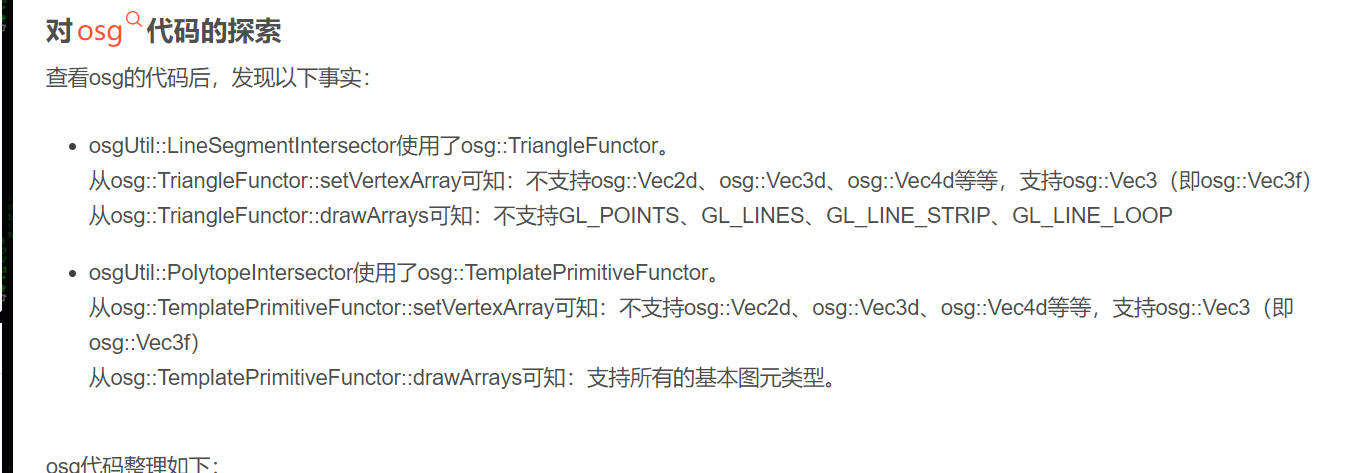 对osg代码的探索
查看osg的代码后，发现以下事实：
osgUtil::LineSegmentIntersector使用了osg::TriangleFunctor。
从osg::TriangleFunctor::setVertexArray可知：不支持osg::Vec2d、osg::Vec3d、osg::Vec4d等等，支持osg::Vec3（即osg::Vec3f）
从osg::TriangleFunctor::drawArrays可知：不支持GL_POINTS、GL_LINES、GL_LINE_STRIP、GL_LINE_LOOP
osgUtil::PolytopeIntersector使用了osg::TemplatePrimitiveFunctor。
从osg::TemplatePrimitiveFunctor::setVertexArray可知：不支持osg::Vec2d、osg::Vec3d、osg::Vec4d等等，支持osg::Vec3（即
osg::Vec3f）
从osg::TemplatePrimitiveFunctor::drawArrays可知：支持所有的基本图元类型。
osg代码整理如下：